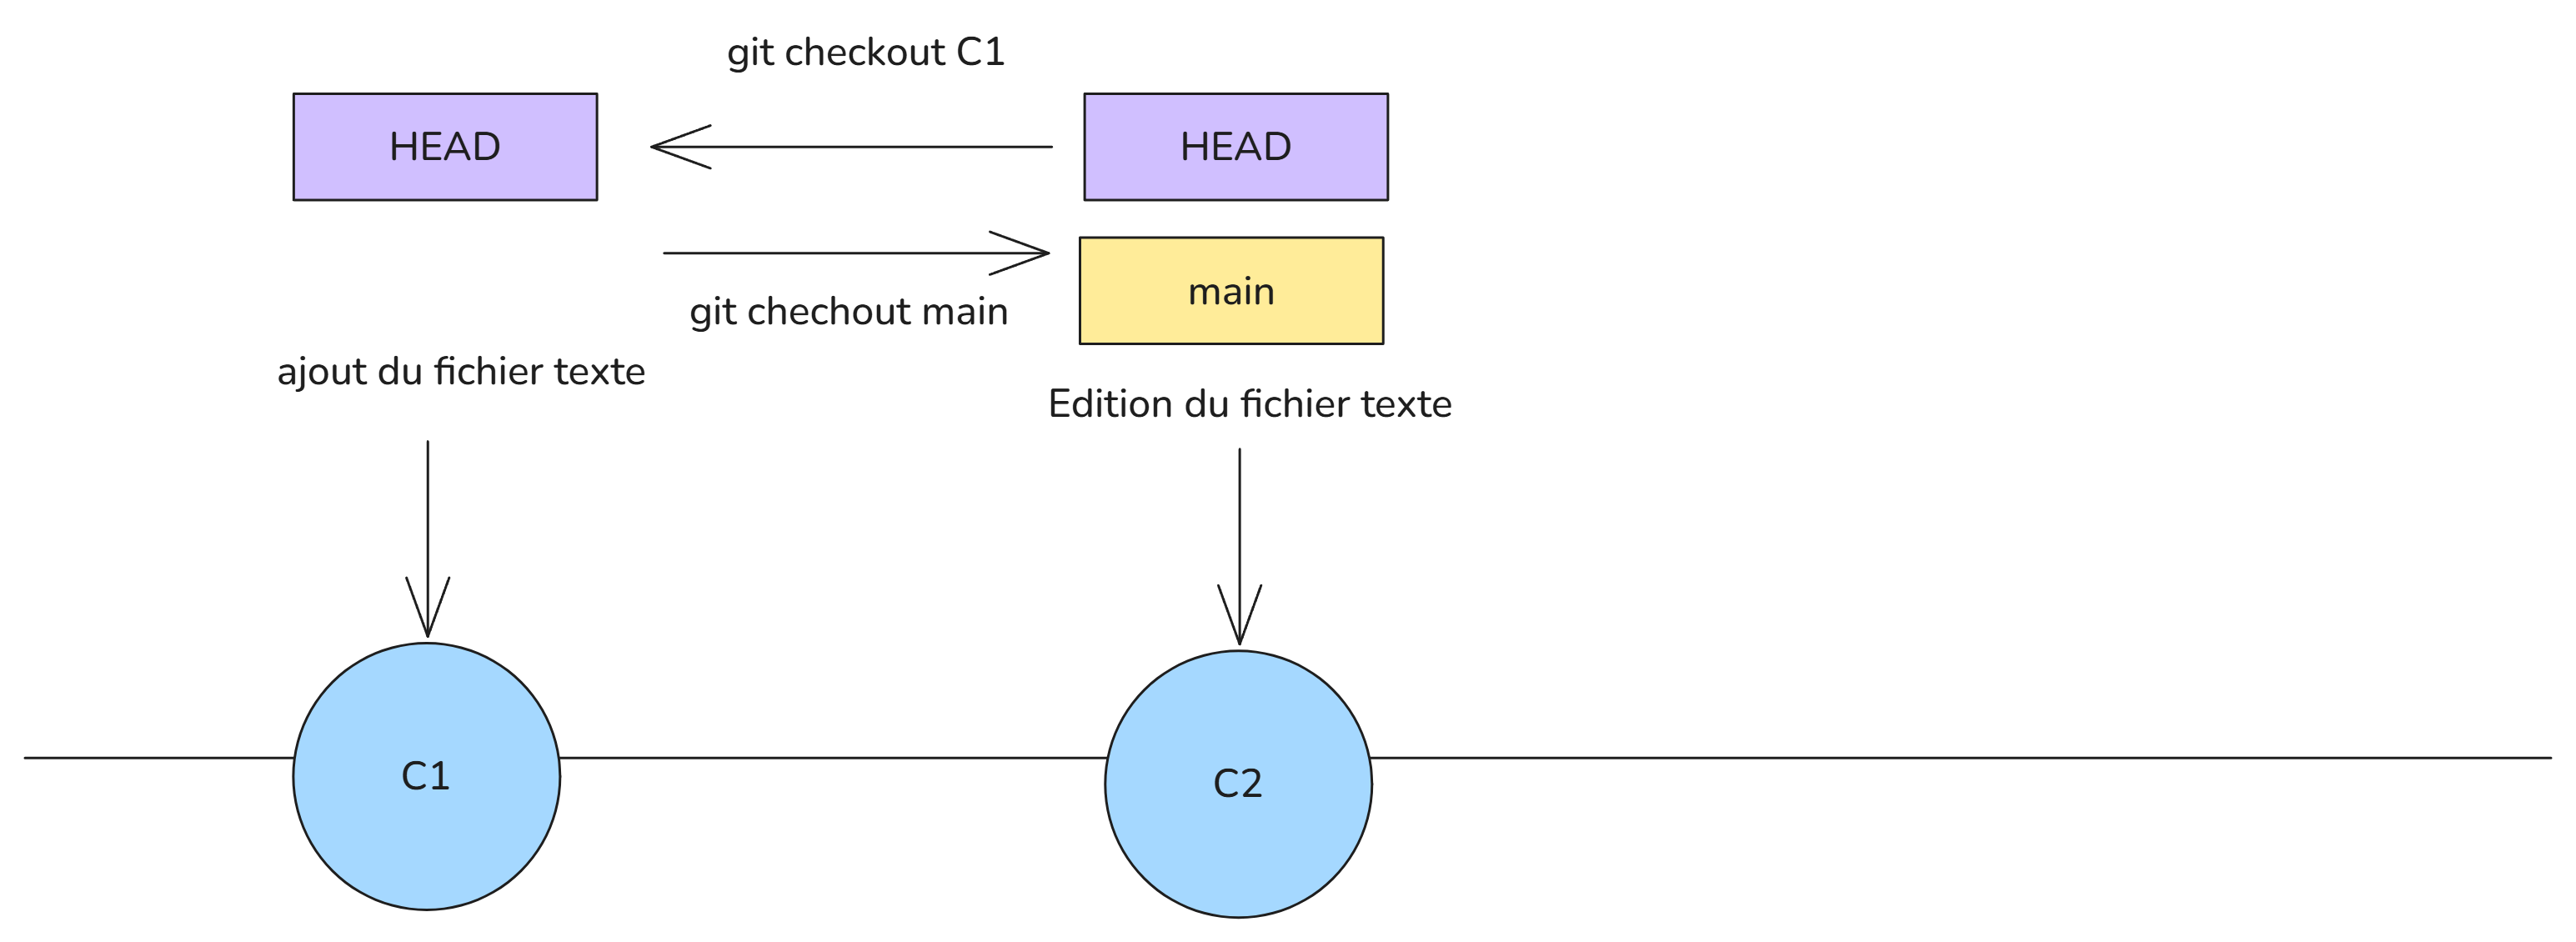 git checkout C1
HEAD
HEAD
main
git chechout main
ajout du fichier texte
Edition du fichier texte
C1
C2